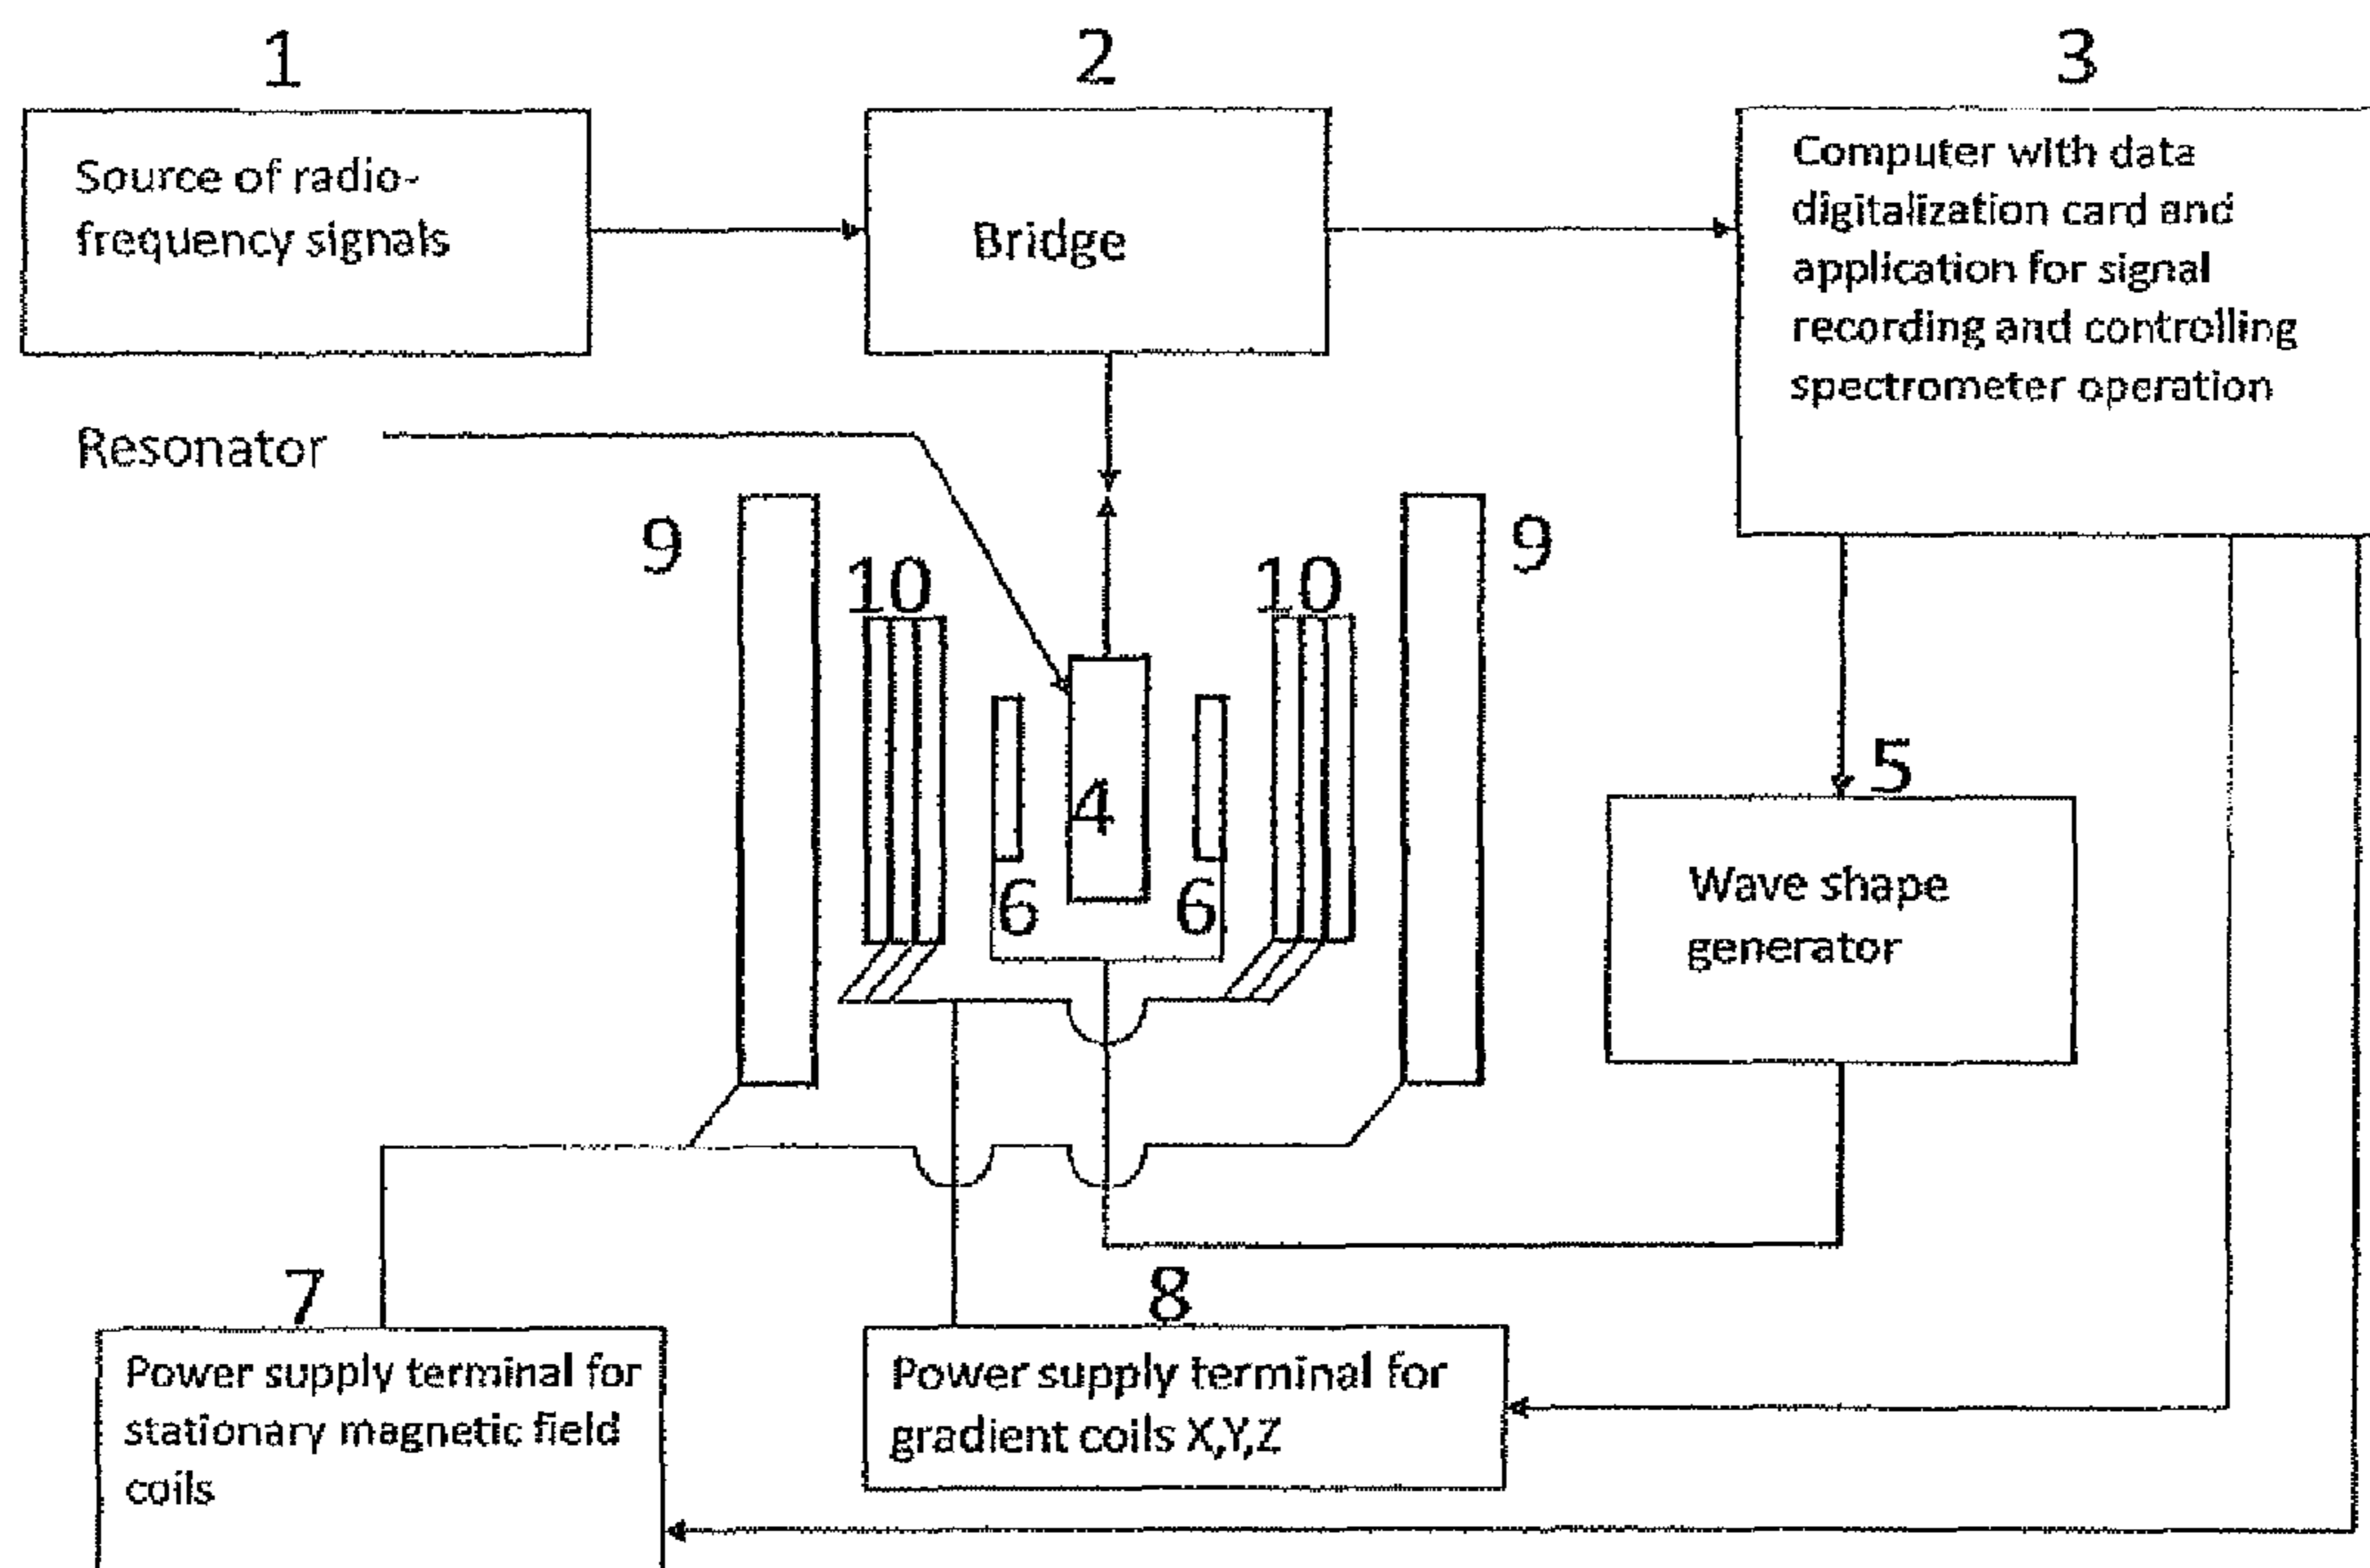 1
2
3
Source of radio-
frequency signals
Bridge
Computer with data
digitalization card and
application for signal
recording and controlling
spectrometer operation
Resonator
9
9
10
10
4
5
6
6
Wave shape
generator
7
8
Power supply terminal for
stationary magnetic field
coils
Power supply terminal for
gradient coils X,Y,Z